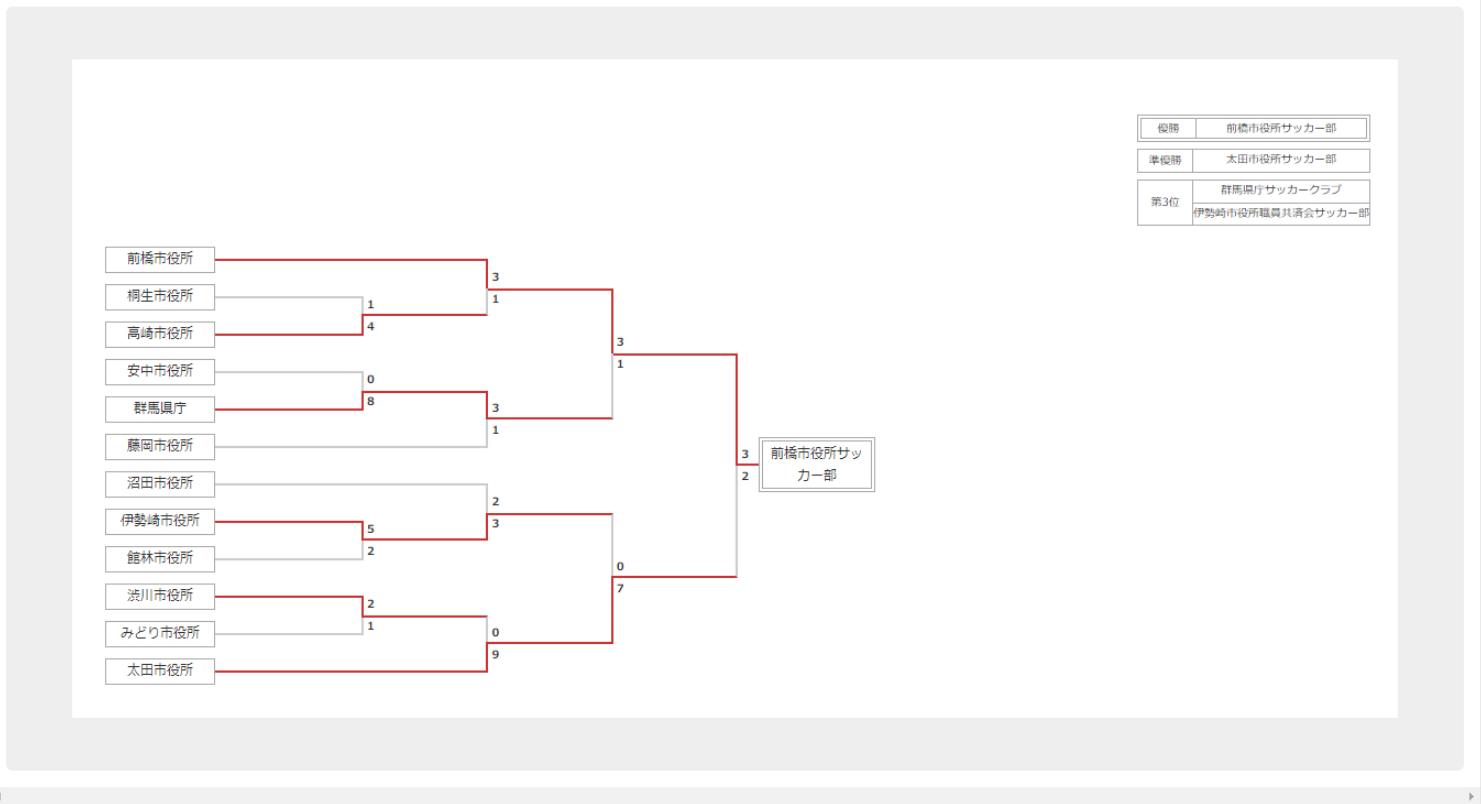 優勝 前橋市役所サッカー部
準優勝 太田市役所サッカー部
第3位 群馬県庁サッカークラブ
伊勢崎市役所職員共済会サッカー部
前橋市役所
3
桐生市役所
1
1
高崎市役所
4
3
安中市役所
0
1
群馬県庁
8
3
藤岡市役所
1
3
前橋市役所サッ
カー部
2
沼田市役所
2
伊勢崎市役所
5
3
館林市役所
2
0
渋川市役所
2
7
みどり市役所
1
0
太田市役所
9